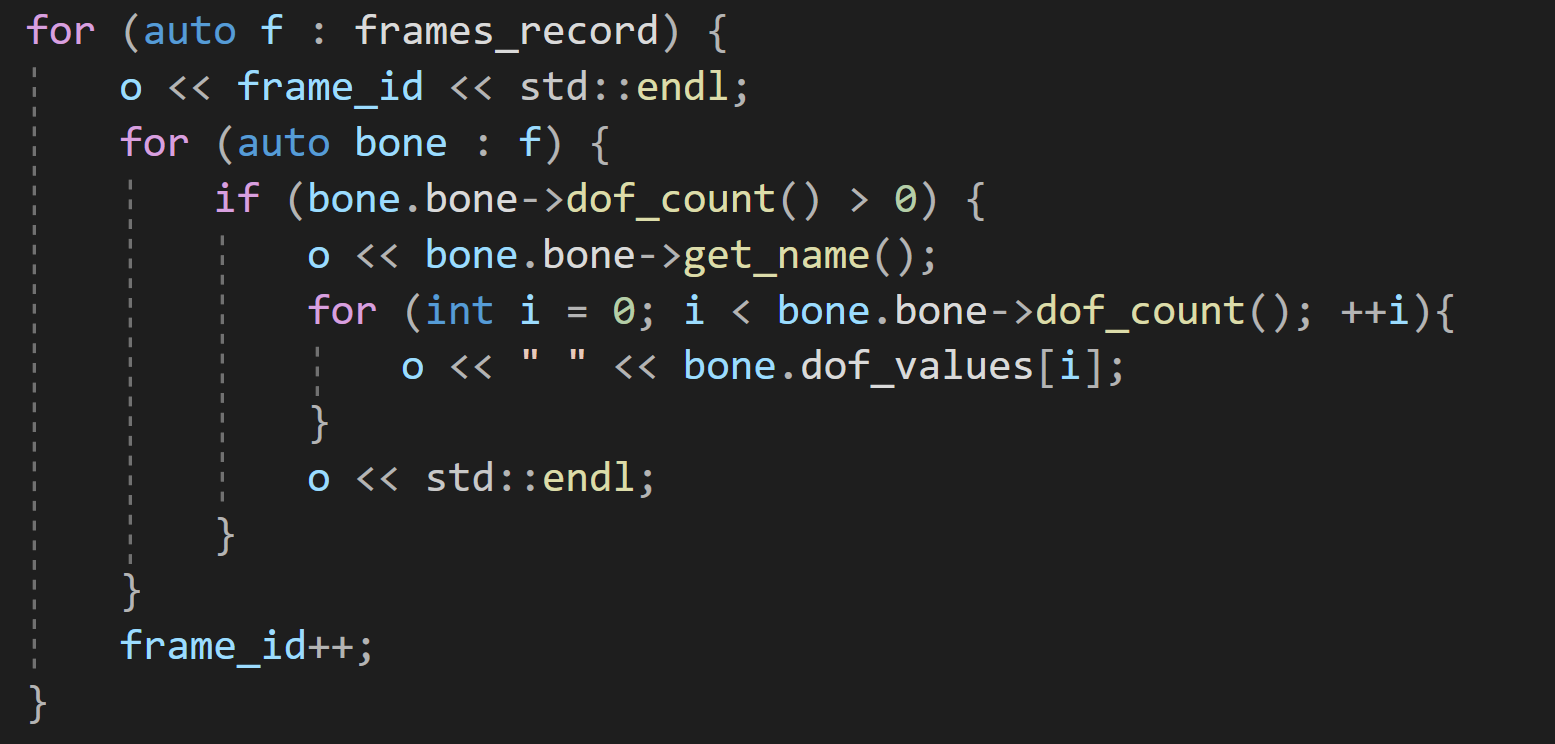 for (auto f : frames_record) {
    o << frame_id << std::endl;
    for (auto bone : f) {
        if (bone.bone->dof_count() > 0) {
            o << bone.bone->get_name();
            for (int i = 0; i < bone.bone->dof_count(); ++i){
                o << " " << bone.dof_values[i];
            }
            o << std::endl;
        }
    }
    frame_id++;
}